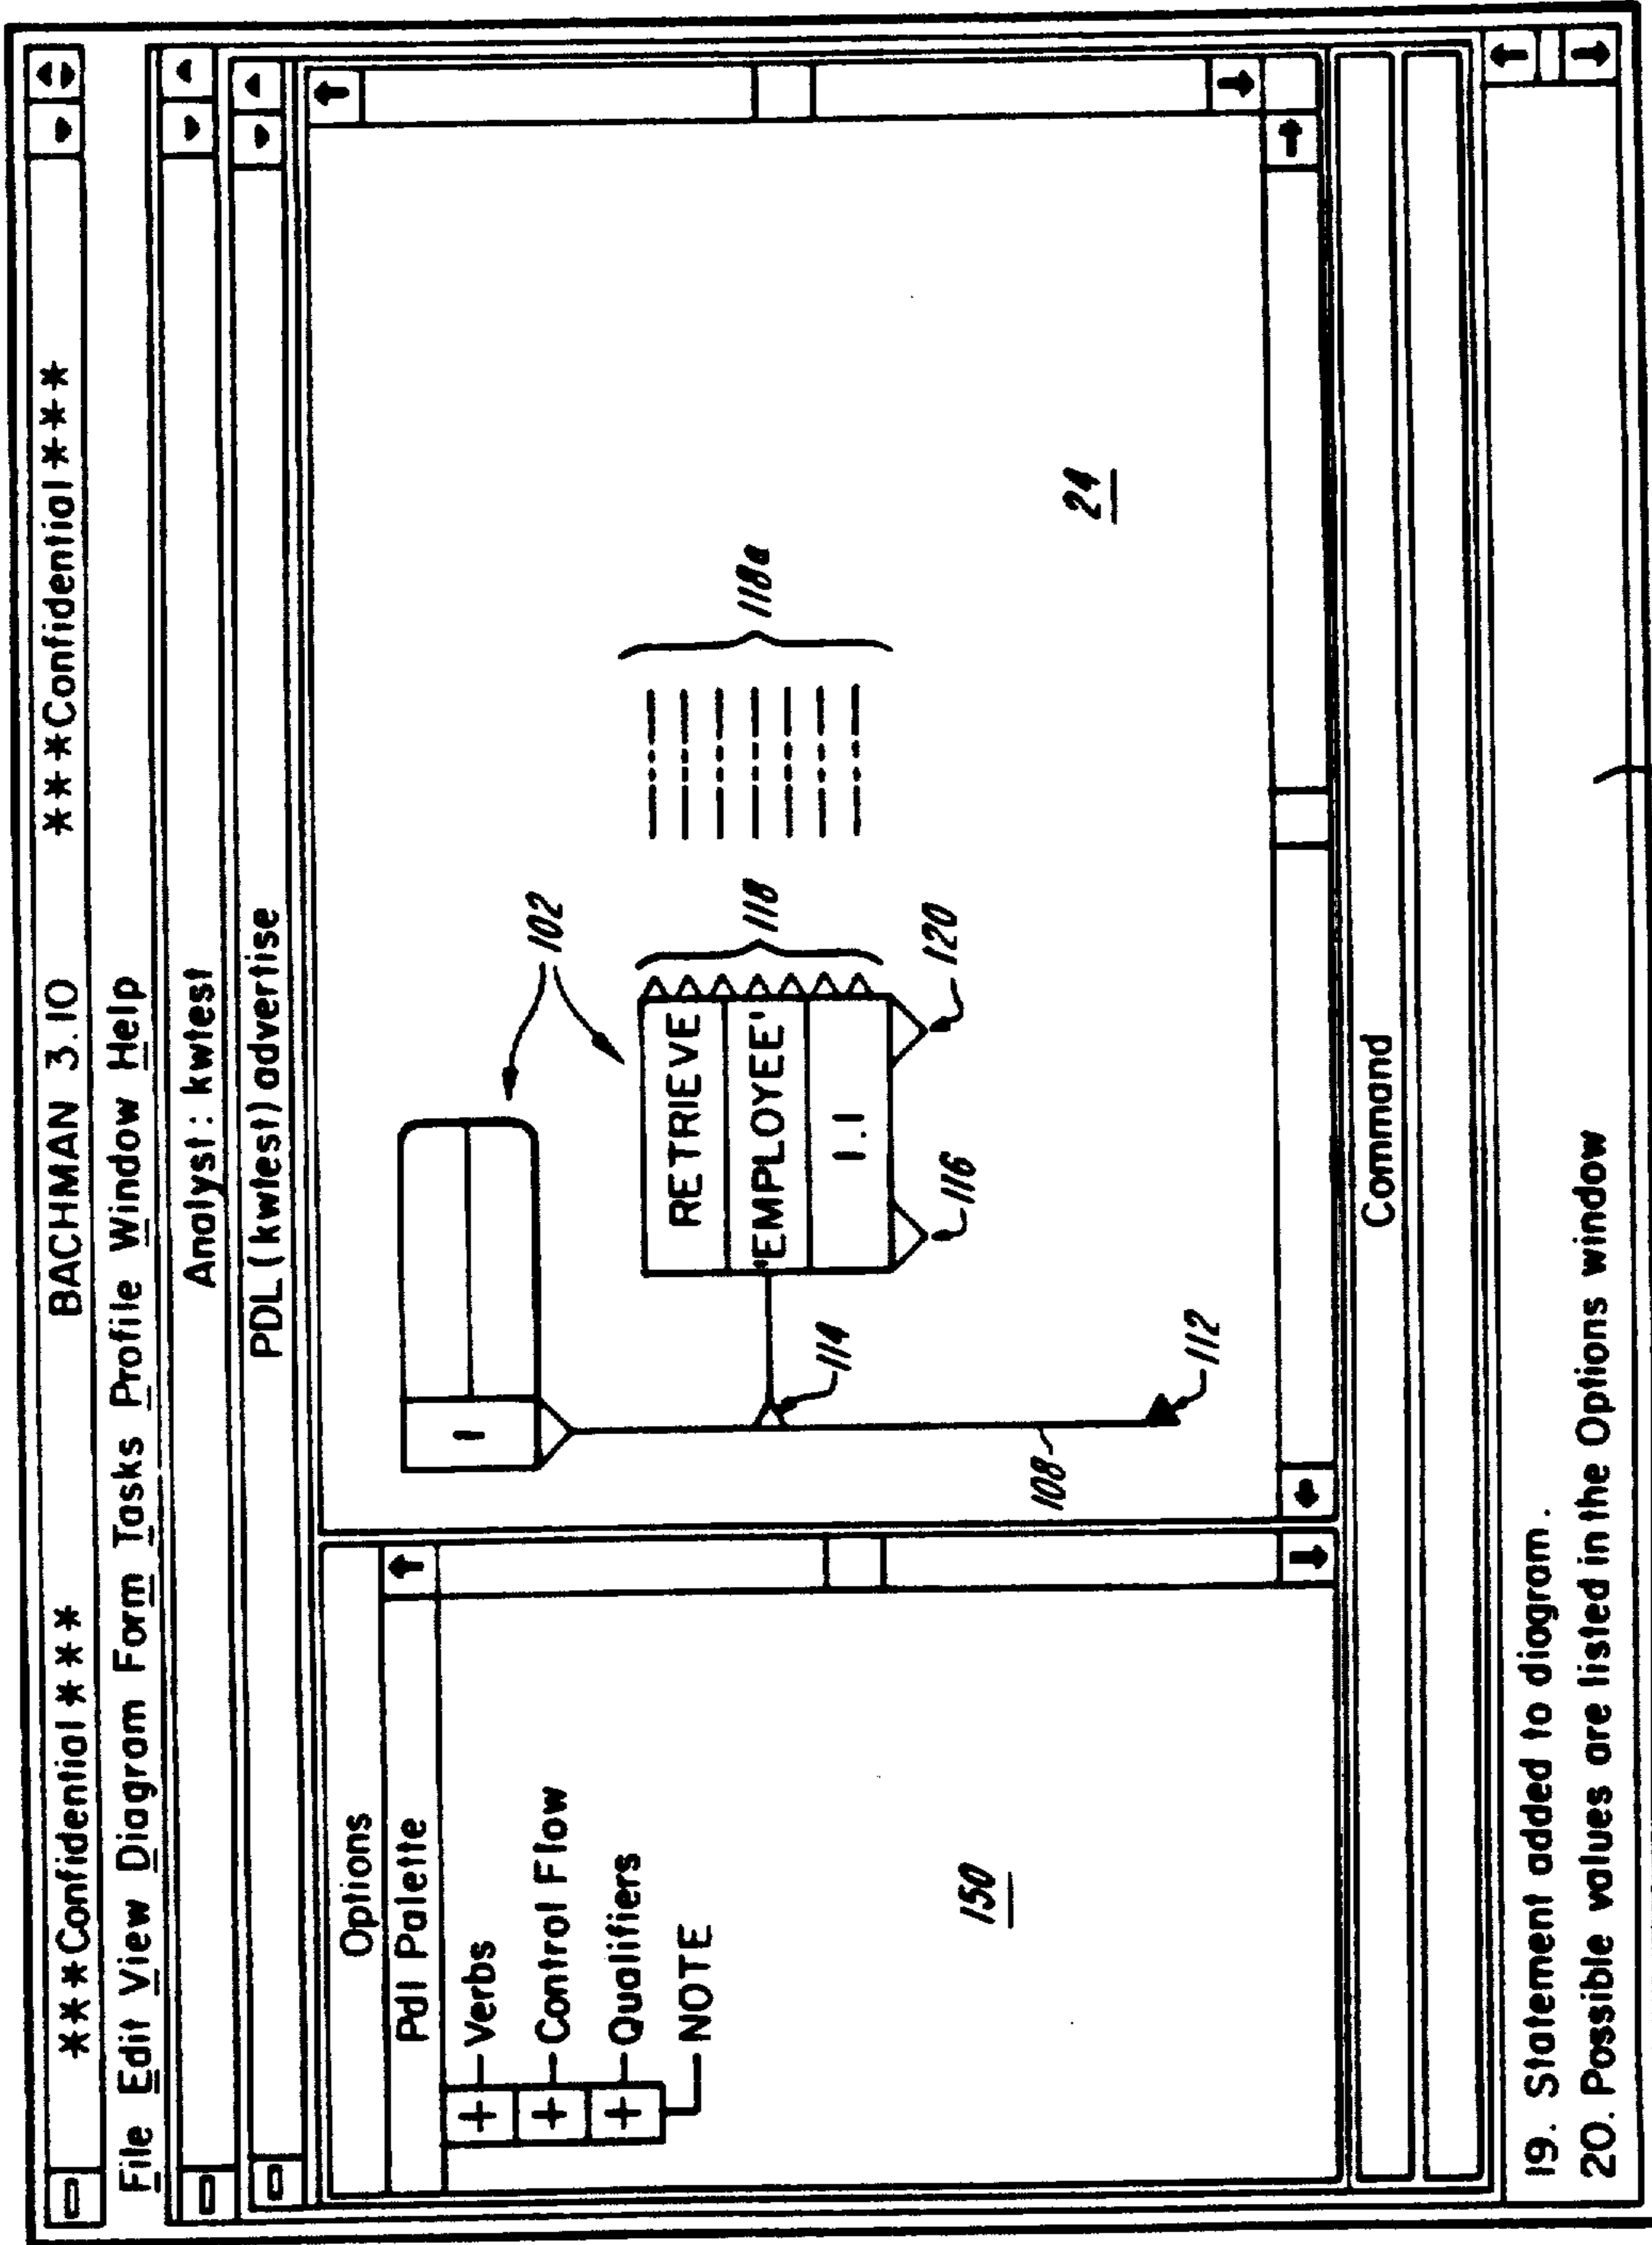 ***Confidential*** BACHMAN 3.10 ***Confidential***
File Edit View Diagram Form Tasks Profile Window Help
Analyst: kwtest
PDL (kwtest) advertise
Options
Pdl Palette
+ Verbs
+ Control Flow
+ Qualifiers
NOTE
150
1
102
RETRIEVE
"EMPLOYEE'
1.1
118
118a
114
116
120
108
112
24
Command
19. Statement added to diagram.
20. Possible values are listed in the Options window